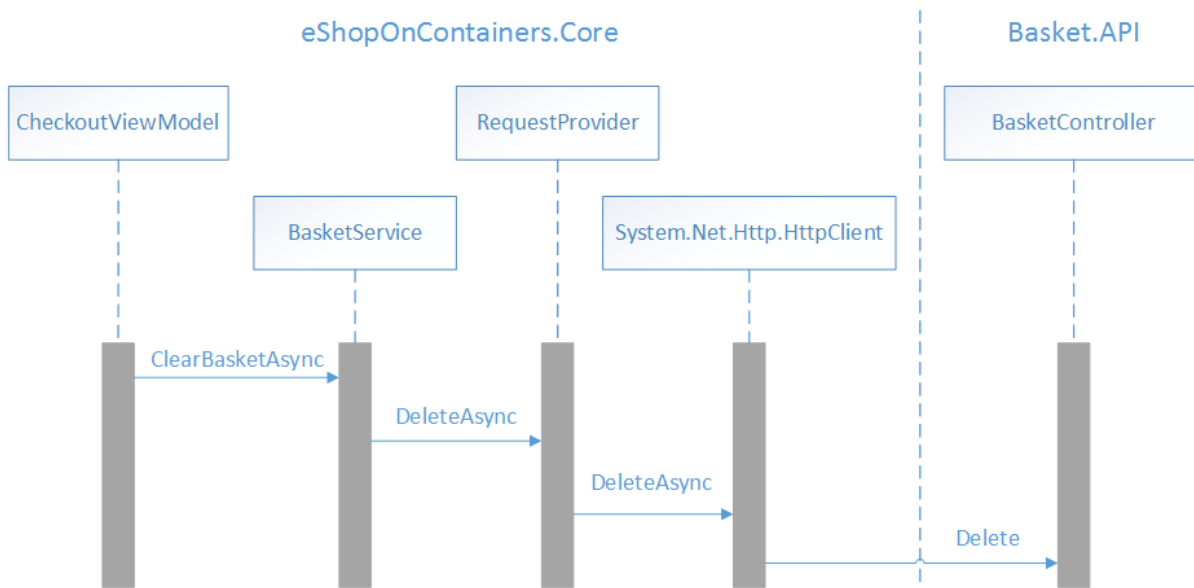 eShopOnContainers.Core
Basket.API
CheckoutViewModel
RequestProvider
BasketController
BasketService
System.Net.Http.HttpClient
ClearBasketAsync
DeleteAsync
DeleteAsync
Delete